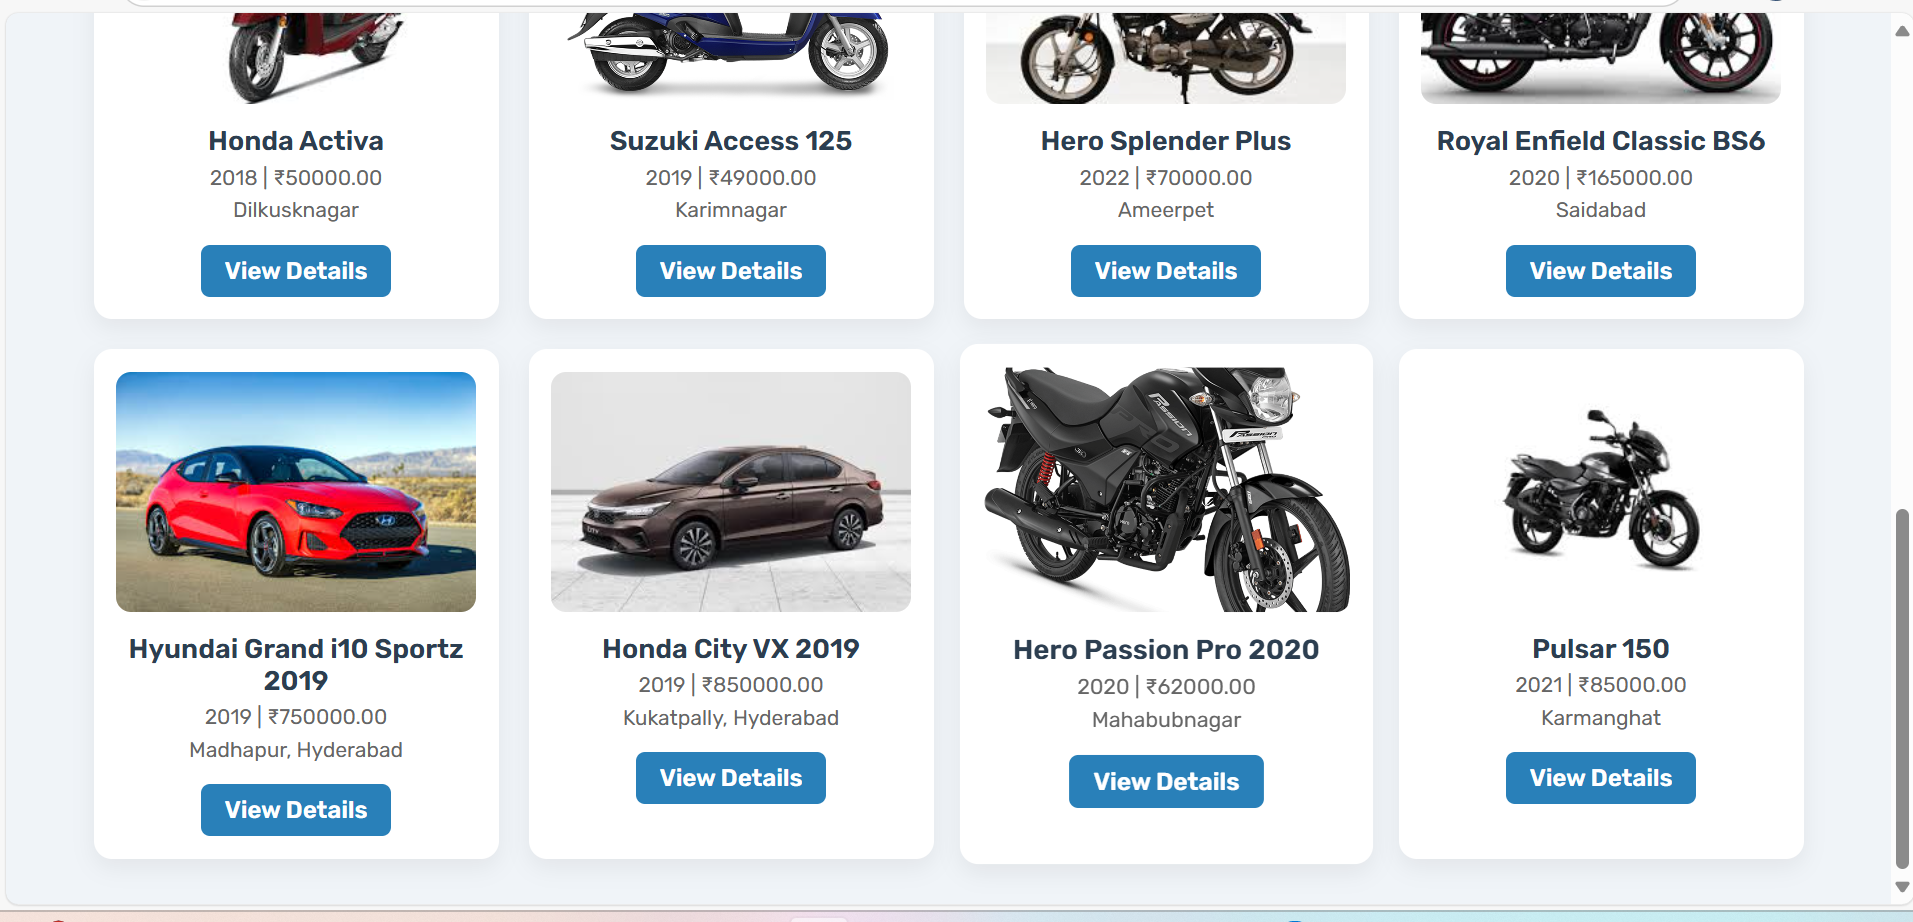 Honda Activa
2018 | ₹50000.00
Dilkusknagar
View Details
Suzuki Access 125
2019 | ₹49000.00
Karimnagar
View Details
Hero Splender Plus
2022 | ₹70000.00
Ameerpet
View Details
Royal Enfield Classic BS6
2020 | ₹165000.00
Saidabad
View Details
Hyundai Grand i10 Sportz
2019
2019 | ₹750000.00
Madhapur, Hyderabad
View Details
CITY
Honda City VX 2019
2019 | ₹850000.00
Kukatpally, Hyderabad
View Details
Passion
Passion
Hero Passion Pro 2020
2020 | ₹62000.00
Mahabubnagar
View Details
Pulsar 150
2021 | ₹85000.00
Karmanghat
View Details